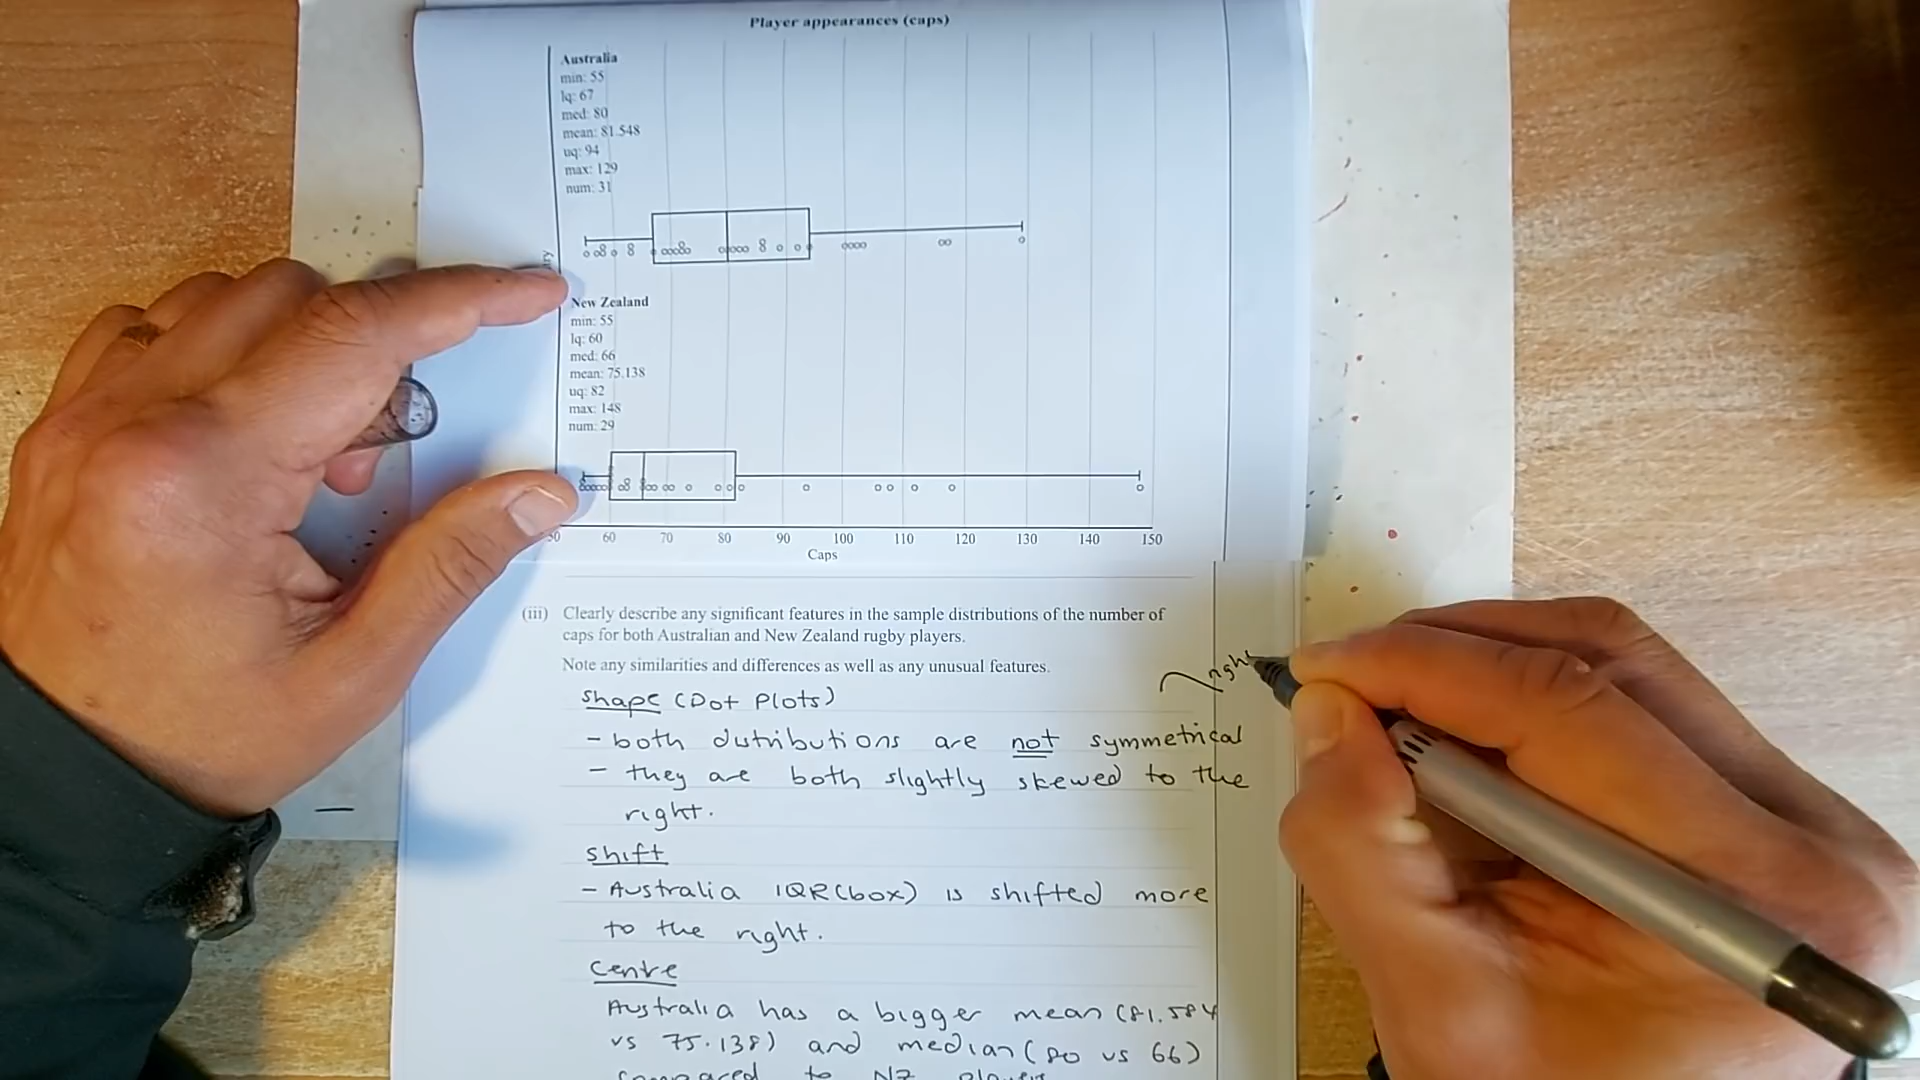 Player appearances (caps)
Australia
min: 55
lq: 67
med: 80
mean: 81.548
uq: 94
max: 129
num: 31
New Zealand
min: 55
lq: 60
med: 66
mean: 75.138
uq: 82
max: 148
num: 29
50 60 70 80 90 100 110 120 130 140 150
Caps
(iii) Clearly describe any significant features in the sample distributions of the number of
caps for both Australian and New Zealand rugby players.
Note any similarities and differences as well as any unusual features.
right
Shape (Dot Plots)
- both distributions are not symmetrical
- they are both slightly skewed to the
right.
Shift
- Australia IQR (box) is shifted more
to the right.
Centre
Australia has a bigger mean (81.584
vs 75.138) and median (80 vs 66)
compared to NZ